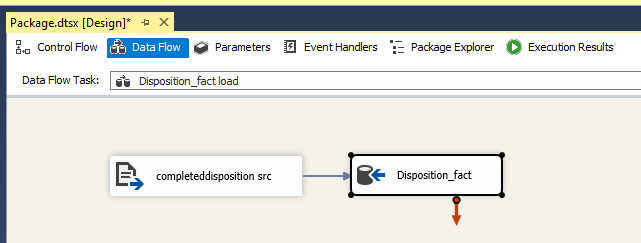 Package.dtsx [Design]*
Control Flow Data Flow Parameters Event Handlers Package Explorer Execution Results
Data Flow Task: Disposition_fact load
completeddisposition src Disposition_fact